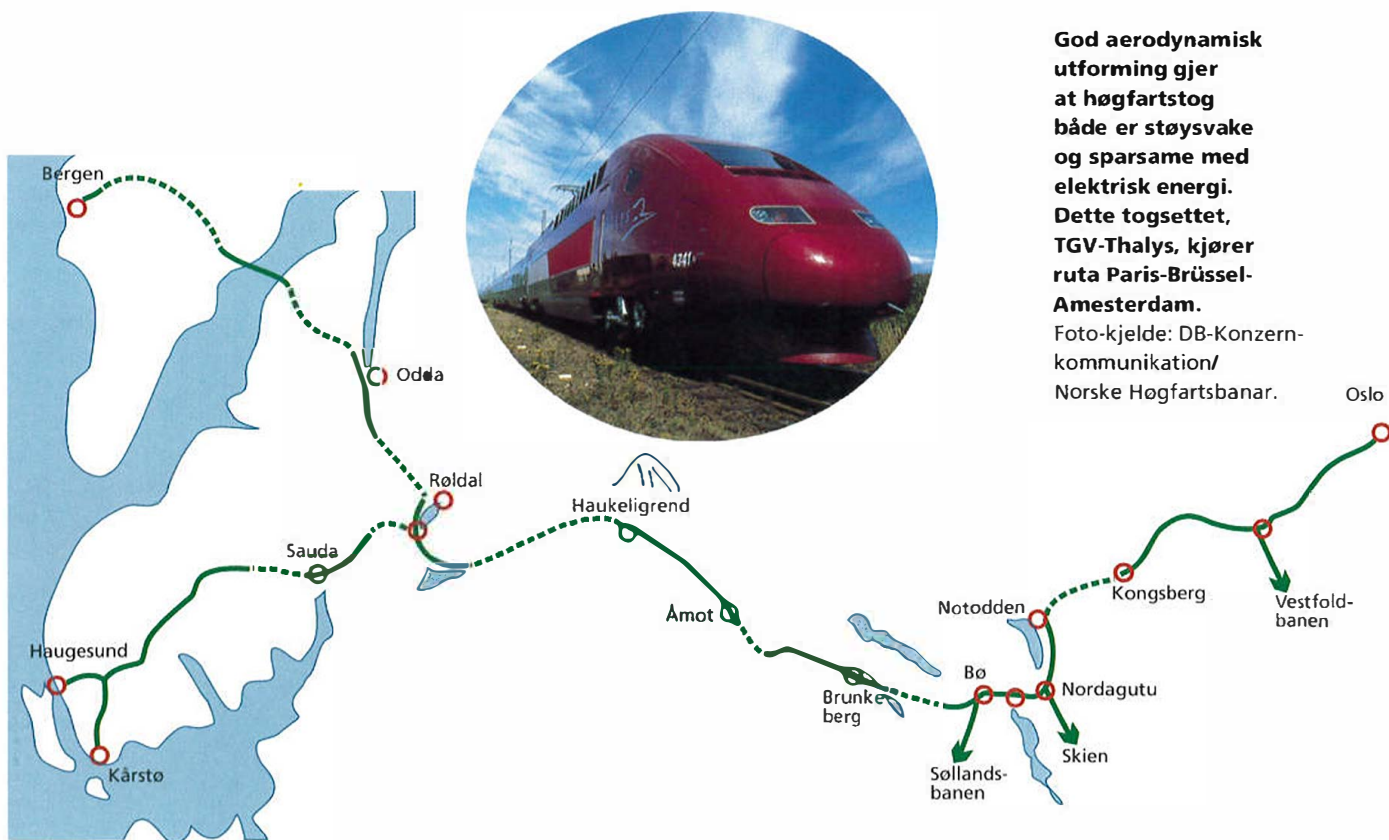 God aerodynamisk
utforming gjer
at høgfartstog
både er støysvake
og sparsame med
elektrisk energi.
Dette togsettet,
TGV-Thalys, kjører
ruta Paris-Brüssel-
Amesterdam.
Foto-kjelde: DB-Konzern-
kommunikation/
Norske Høgfartsbanar.
4341
Bergen
Odda
Oslo
Røldal
Haukeligrend
Sauda
Åmot
Notodden
Kongsberg
Vestfold-
banen
Haugesund
Brunke
berg
Bø
Nordagutu
Kårstø
Søllands-
banen
Skien